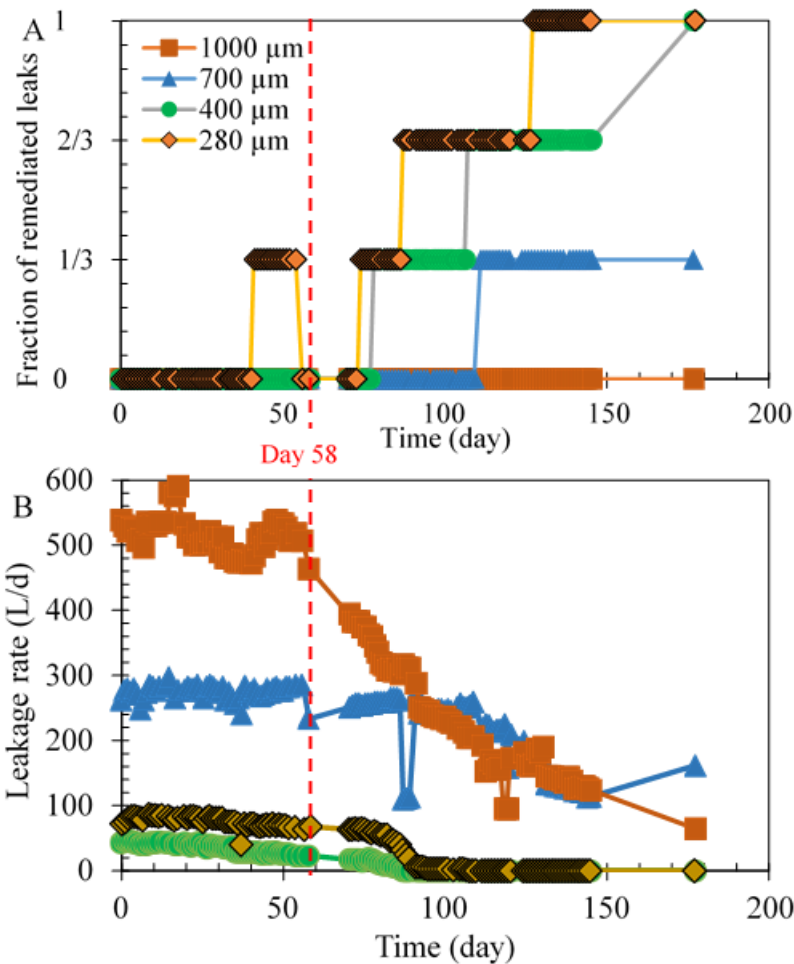 A
Fraction of remediated leaks
1
2/3
1/3
0
1000 µm
700 µm
400 µm
280 µm
0 50 100 150 200
Time (day)
Day 58
B
Leakage rate (L/d)
600
500
400
300
200
100
0
0 50 100 150 200
Time (day)